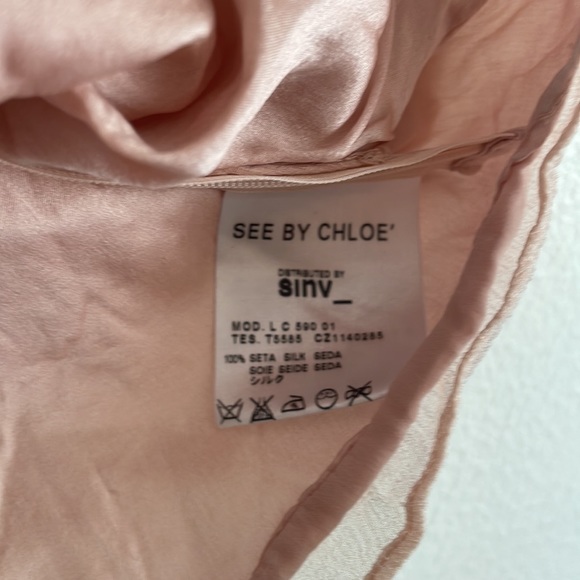 SEE BY CHLOE'
DISTRIBUTED BY
sinv_
MOD. L C 590 01
TES. T5585 CZ1140285
100% SETA SILK SEDA
SOIE SEIDE SEDA
シルク